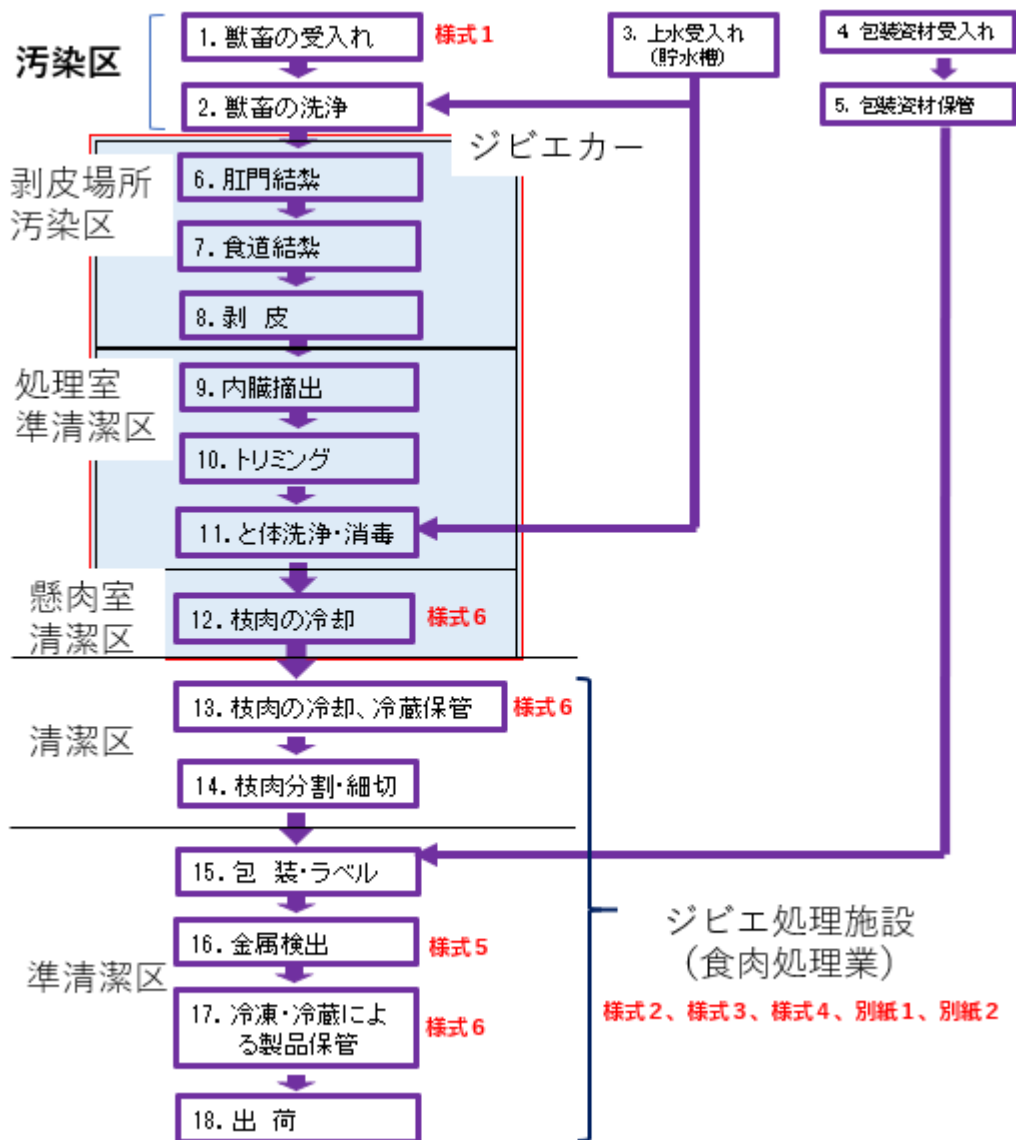 1．獣畜の受入れ
様式1
3．上水受入れ
(貯水槽)
4 包装資材受入れ
汚染区
2．獣畜の洗浄
5．包装資材保管
ジビエカー
剥皮場所
汚染区
6．肛門結紮
7．食道結紮
8．剥 皮
処理室
準清潔区
9．内臓摘出
10．トリミング
11．と体洗浄・消毒
懸肉室
清潔区
12．枝肉の冷却
様式6
清潔区
13．枝肉の冷却、冷蔵保管
様式6
14．枝肉分割・細切
準清潔区
15．包 装・ラベル
16．金属検出
様式5
17．冷凍・冷蔵によ
る製品保管
様式6
18．出 荷
ジビエ処理施設
(食肉処理業)
様式2、様式3、様式4、別紙1、別紙2